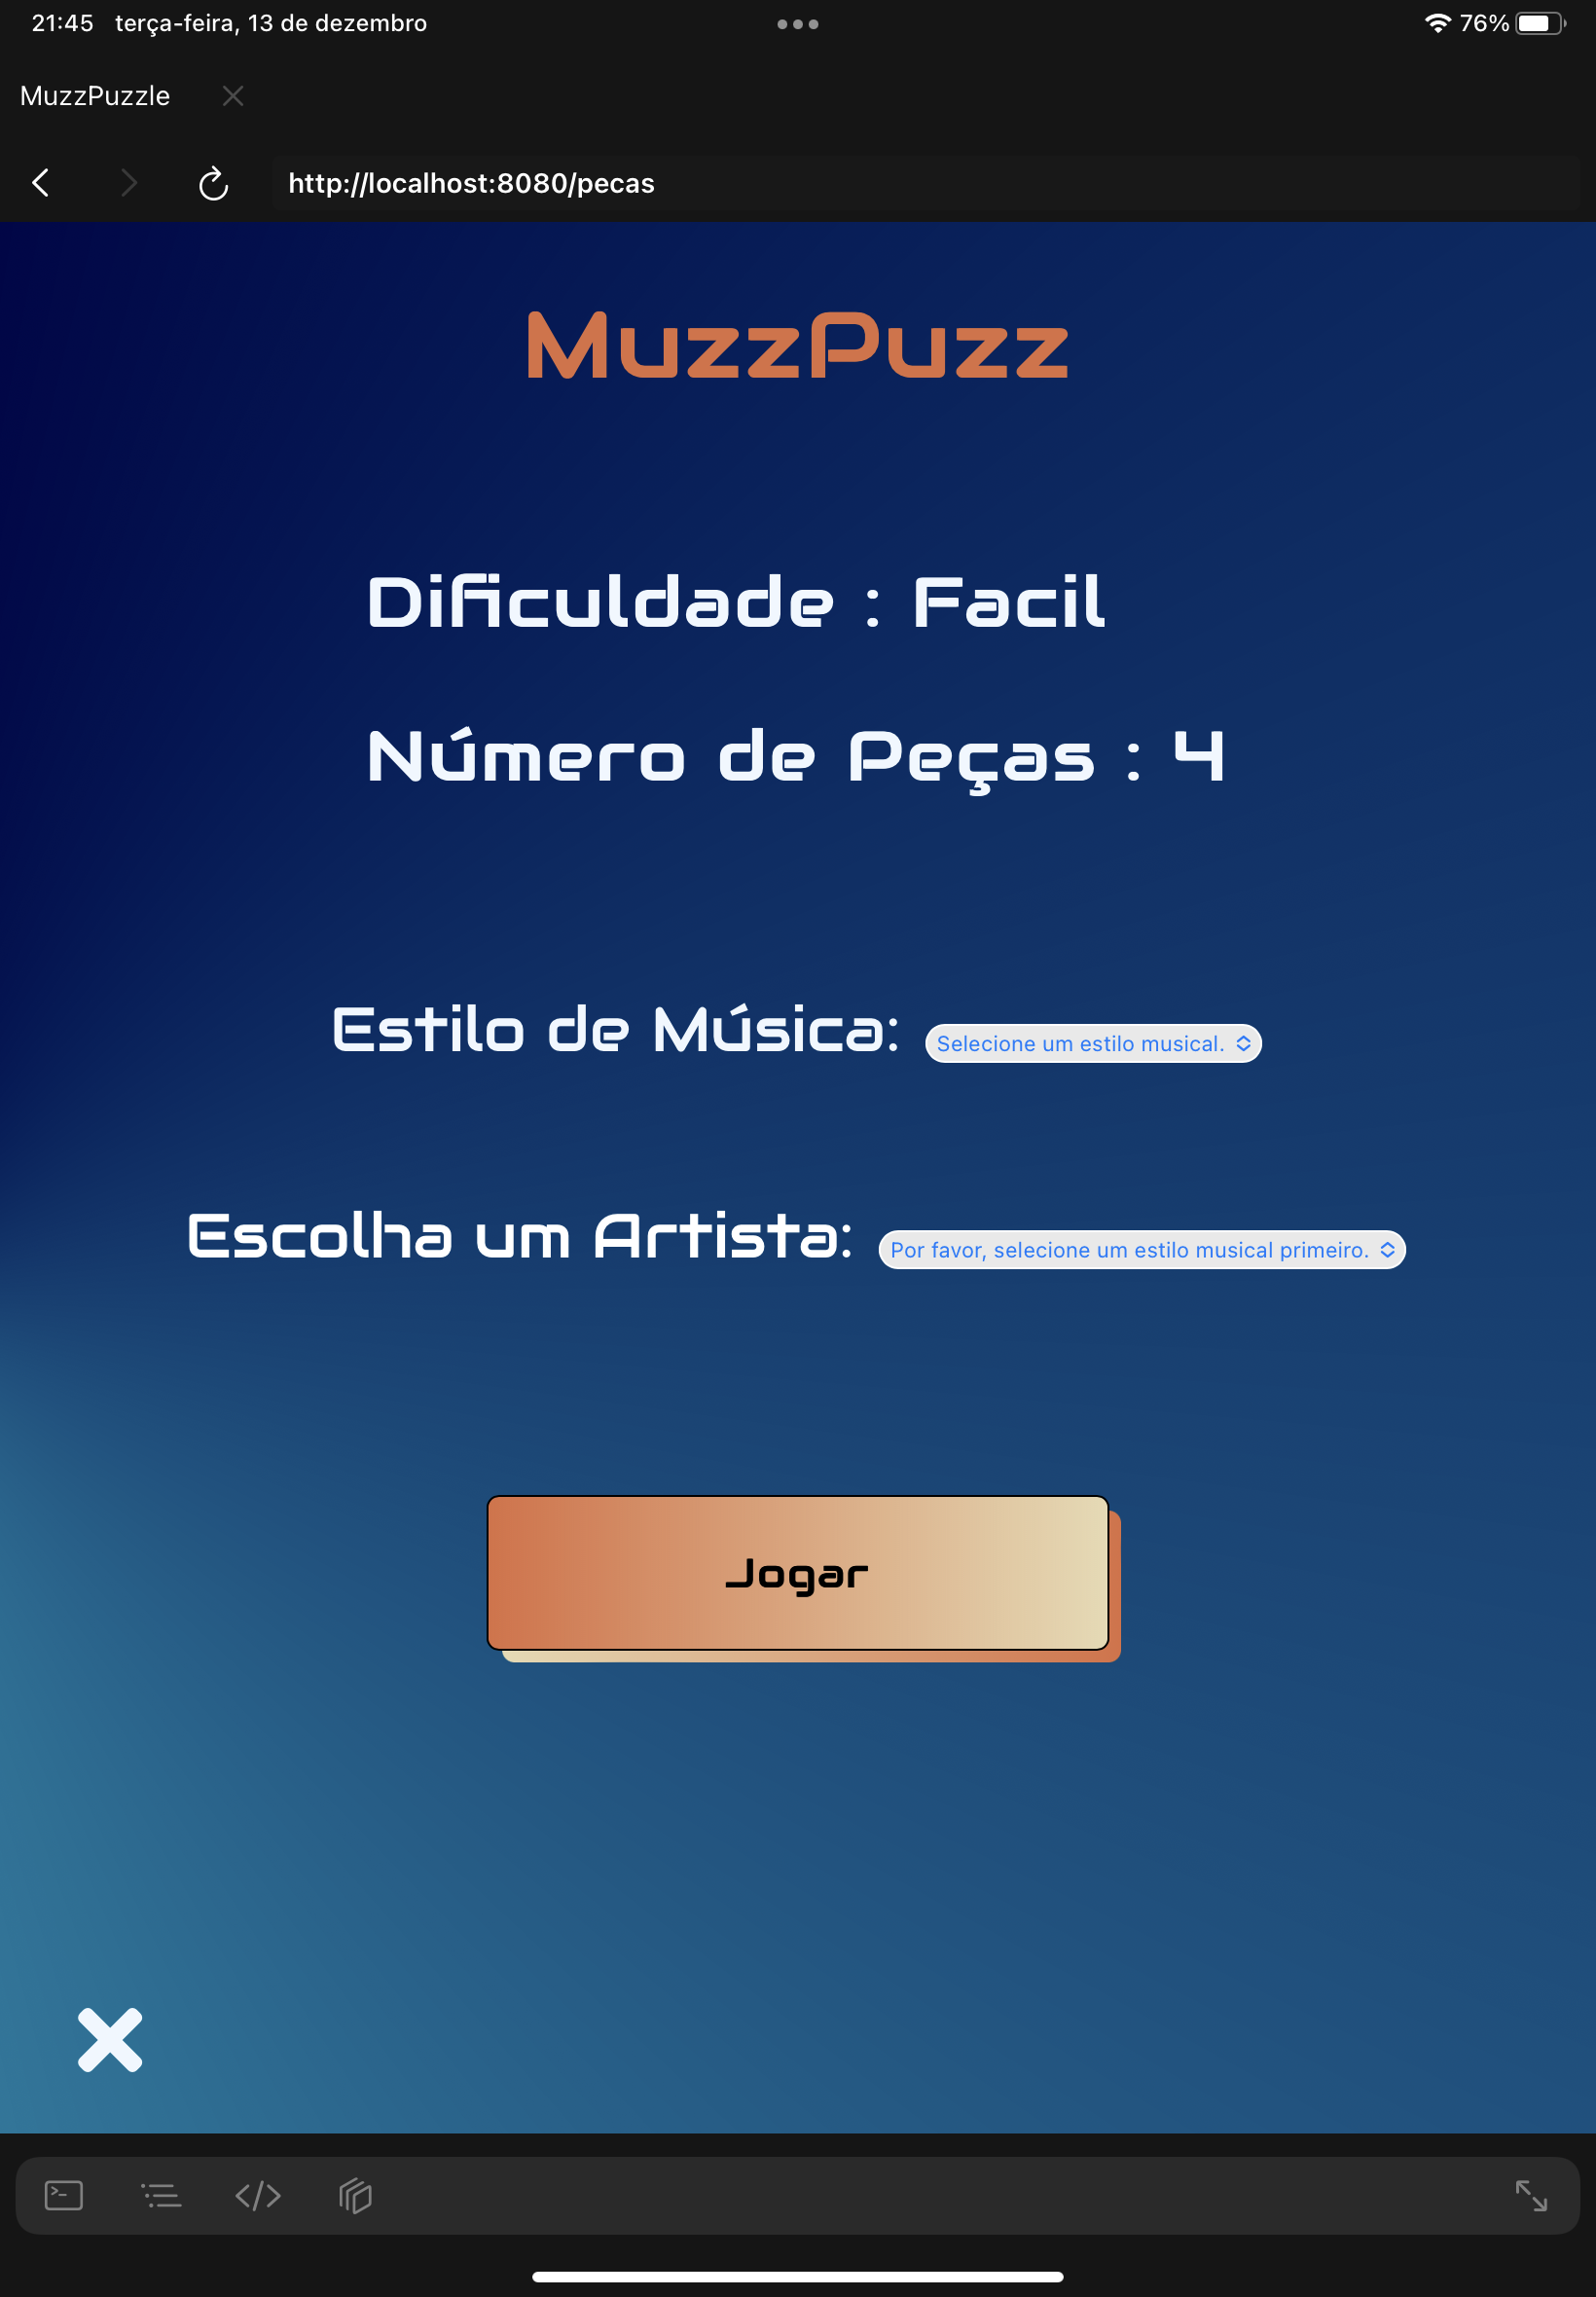 21:45 terça-feira, 13 de dezembro 76%
MuzzPuzzle
http://localhost:8080/pecas
MuzzPuzz
Dificuldade : Facil
Número de Peças : 4
Estilo de Música: Selecione um estilo musical.
Escolha um Artista: Por favor, selecione um estilo musical primeiro.
Jogar